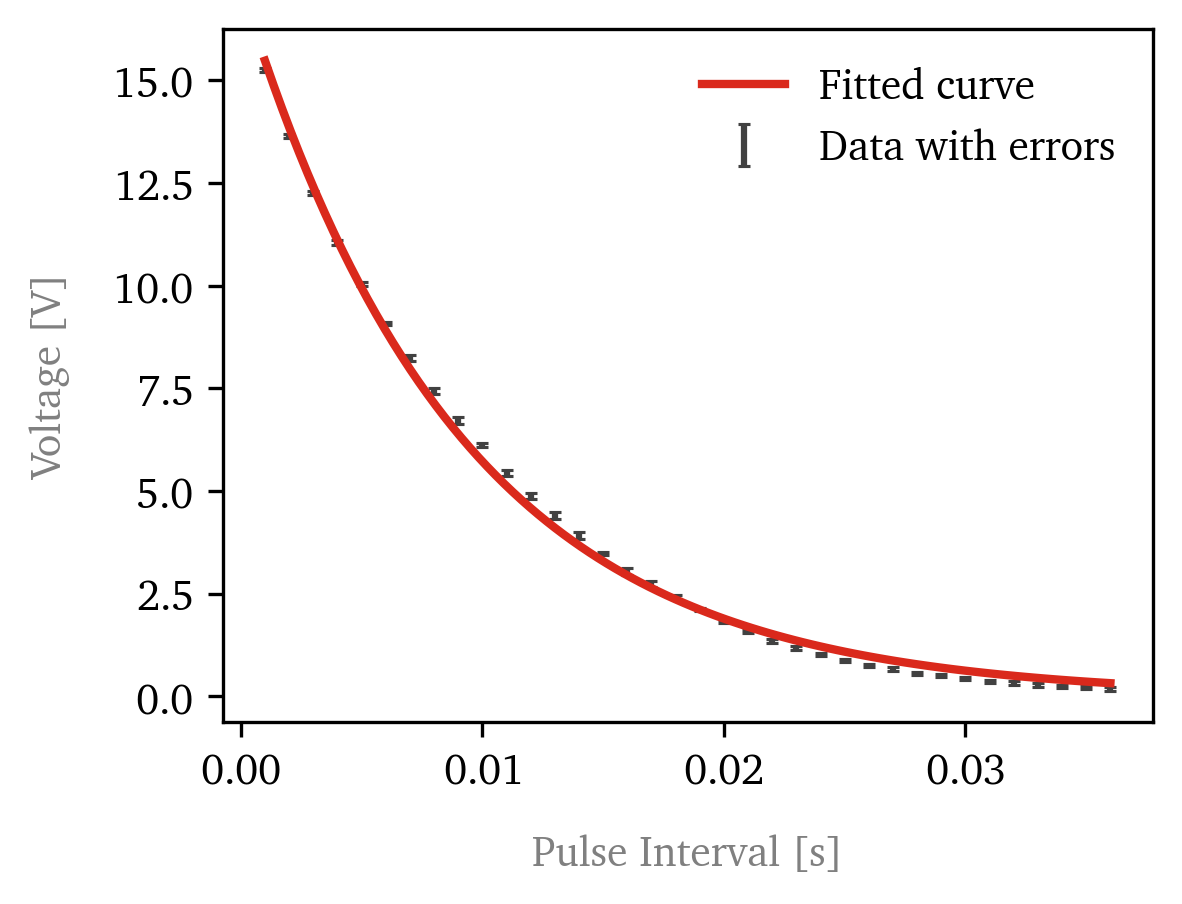 Fitted curve
Data with errors
15.0
12.5
10.0
7.5
5.0
2.5
0.0
Voltage [V]
0.00 0.01 0.02 0.03
Pulse Interval [s]